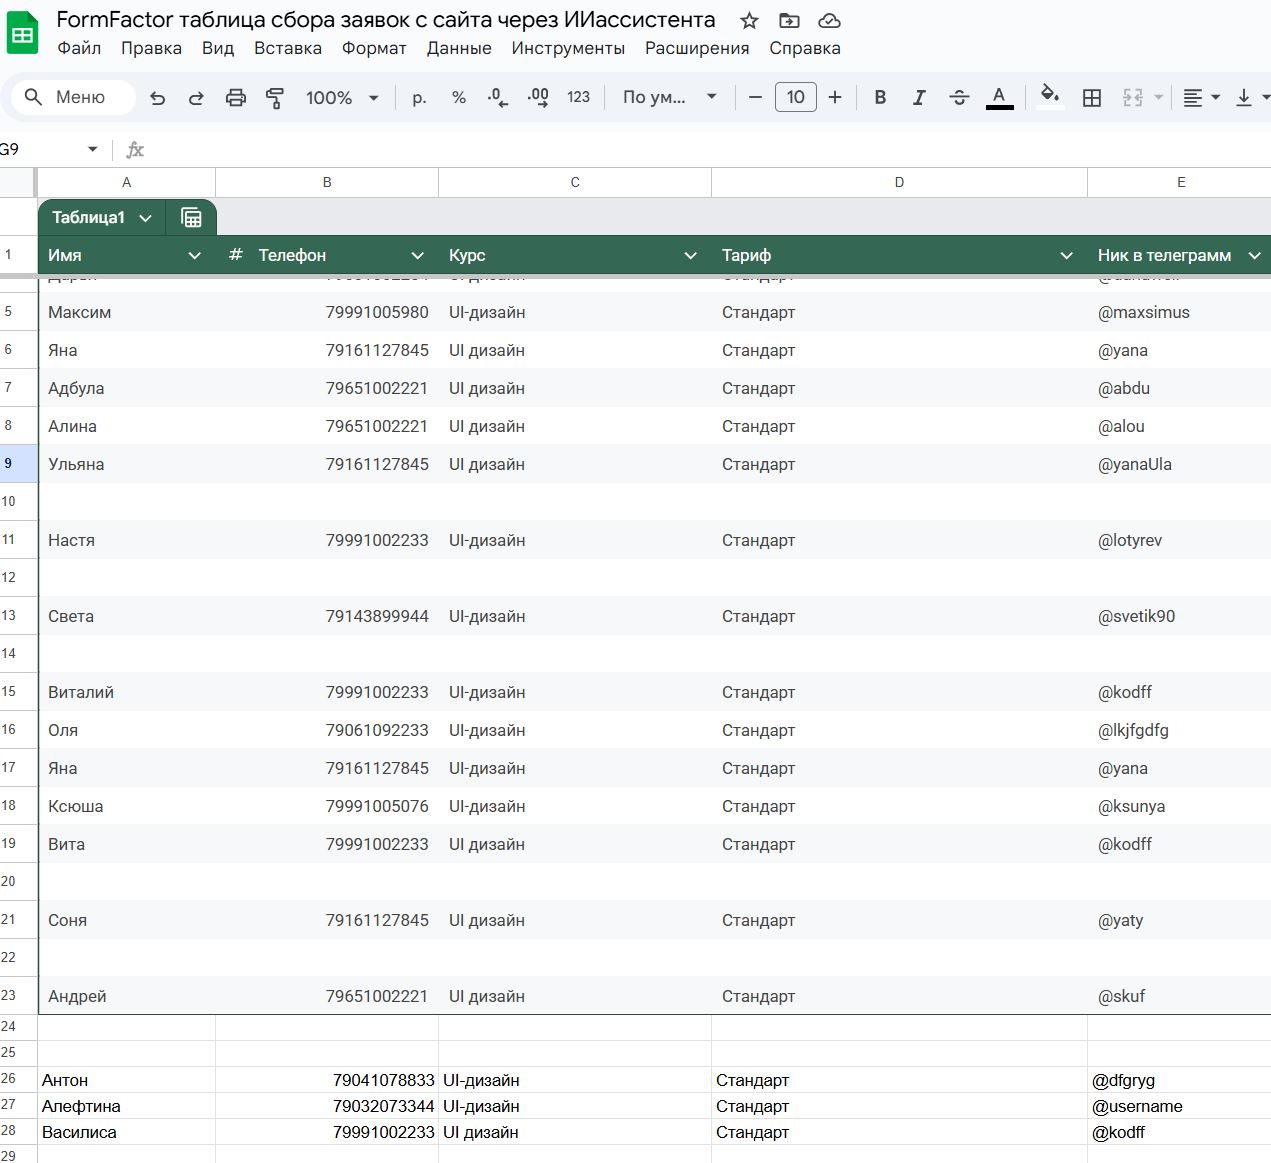 FormFactor таблица сбора заявок с сайта через ИИассистента
Файл Правка Вид Вставка Формат Данные Инструменты Расширения Справка
Меню 100% р. % .0 .00 123 По ум... 10 B I S A
G9 fx
A B C D E
Таблица1
1 Имя # Телефон Курс Тариф Ник в телеграмм
5 Максим 79991005980 UI-дизайн Стандарт @maxsimus
6 Яна 79161127845 UI дизайн Стандарт @yana
7 Адбула 79651002221 UI дизайн Стандарт @abdu
8 Алина 79651002221 UI дизайн Стандарт @alou
9 Ульяна 79161127845 UI дизайн Стандарт @yanaUla
10
11 Настя 79991002233 UI-дизайн Стандарт @lotyrev
12
13 Света 79143899944 UI-дизайн Стандарт @svetik90
14
15 Виталий 79991002233 UI-дизайн Стандарт @kodff
16 Оля 79061092233 UI-дизайн Стандарт @lkjfgdfg
17 Яна 79161127845 UI-дизайн Стандарт @yana
18 Ксюша 79991005076 UI-дизайн Стандарт @ksunya
19 Вита 79991002233 UI дизайн Стандарт @kodff
20
21 Соня 79161127845 UI дизайн Стандарт @yaty
22
23 Андрей 79651002221 UI дизайн Стандарт @skuf
24
25
26 Антон 79041078833 UI-дизайн Стандарт @dfgryg
27 Алефтина 79032073344 UI-дизайн Стандарт @username
28 Василиса 79991002233 UI дизайн Стандарт @kodff
29